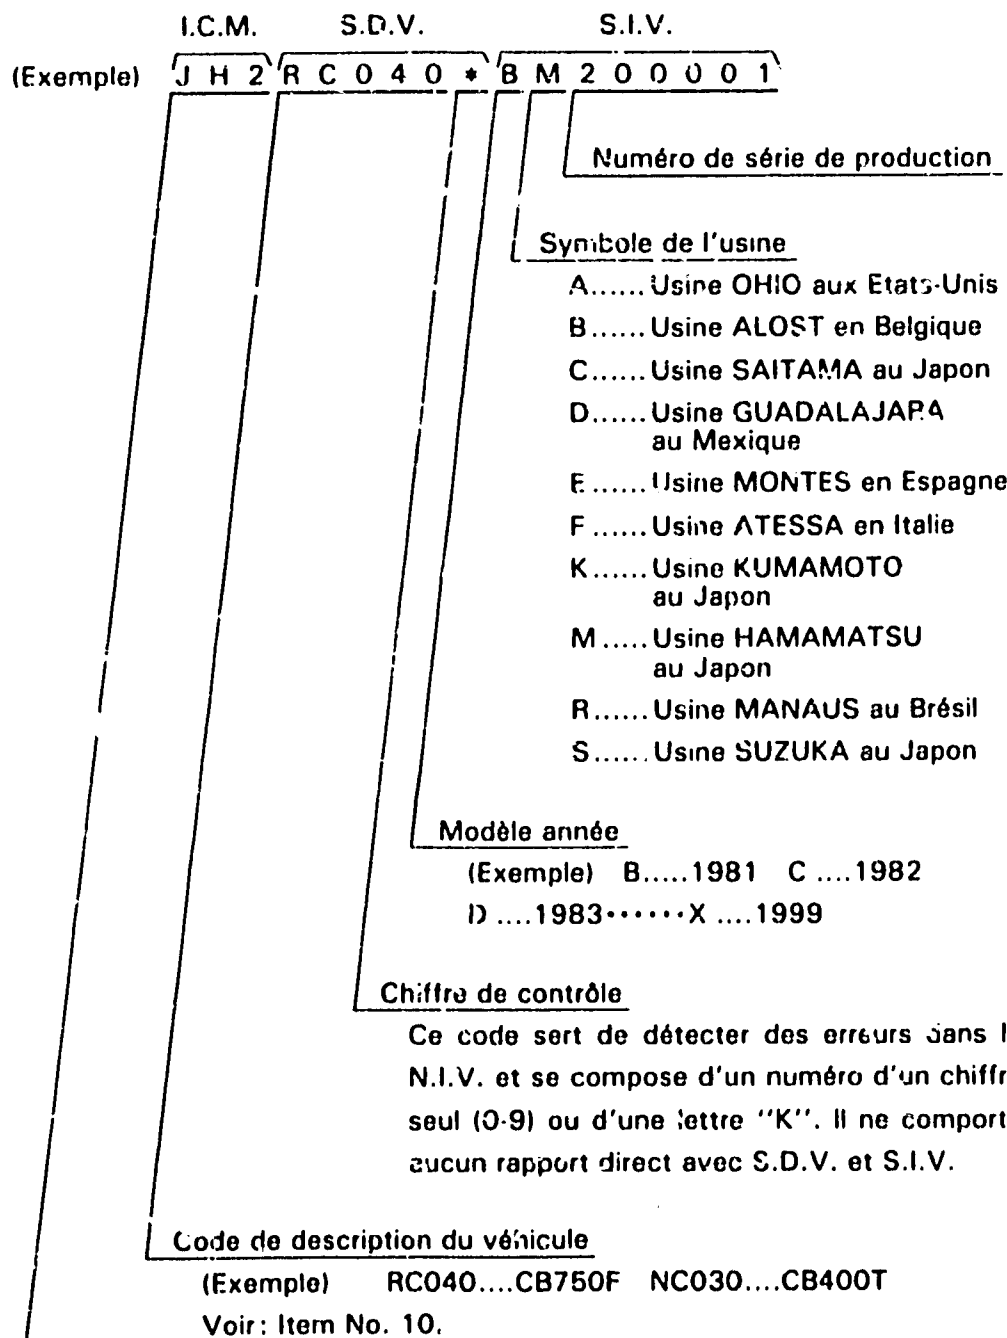 I.C.M. S.D.V. S.I.V.
(Exemple) J H 2 R C 0 4 0 * B M 2 0 0 0 0 1
Numéro de série de production
Symbole de l'usine
A...... Usine OHIO aux Etats-Unis
B...... Usine ALOST en Belgique
C...... Usine SAITAMA au Japon
D...... Usine GUADALAJARA
au Mexique
E ...... Usine MONTES en Espagne
F ...... Usine ATESSA en Italie
K...... Usine KUMAMOTO
au Japon
M ..... Usine HAMAMATSU
au Japon
R...... Usine MANAUS au Brésil
S...... Usine SUZUKA au Japon
Modèle année
(Exemple) B.....1981 C ....1982
D ....1983·······X ....1999
Chiffre de contrôle
Ce code sert de détecter des erreurs dans l
N.I.V. et se compose d'un numéro d'un chiffr
seul (0-9) ou d'une lettre "K". Il ne comport
aucun rapport direct avec S.D.V. et S.I.V.
Code de description du véhicule
(Exemple) RC040....CB750F NC030....CB400T
Voir: Item No. 10.